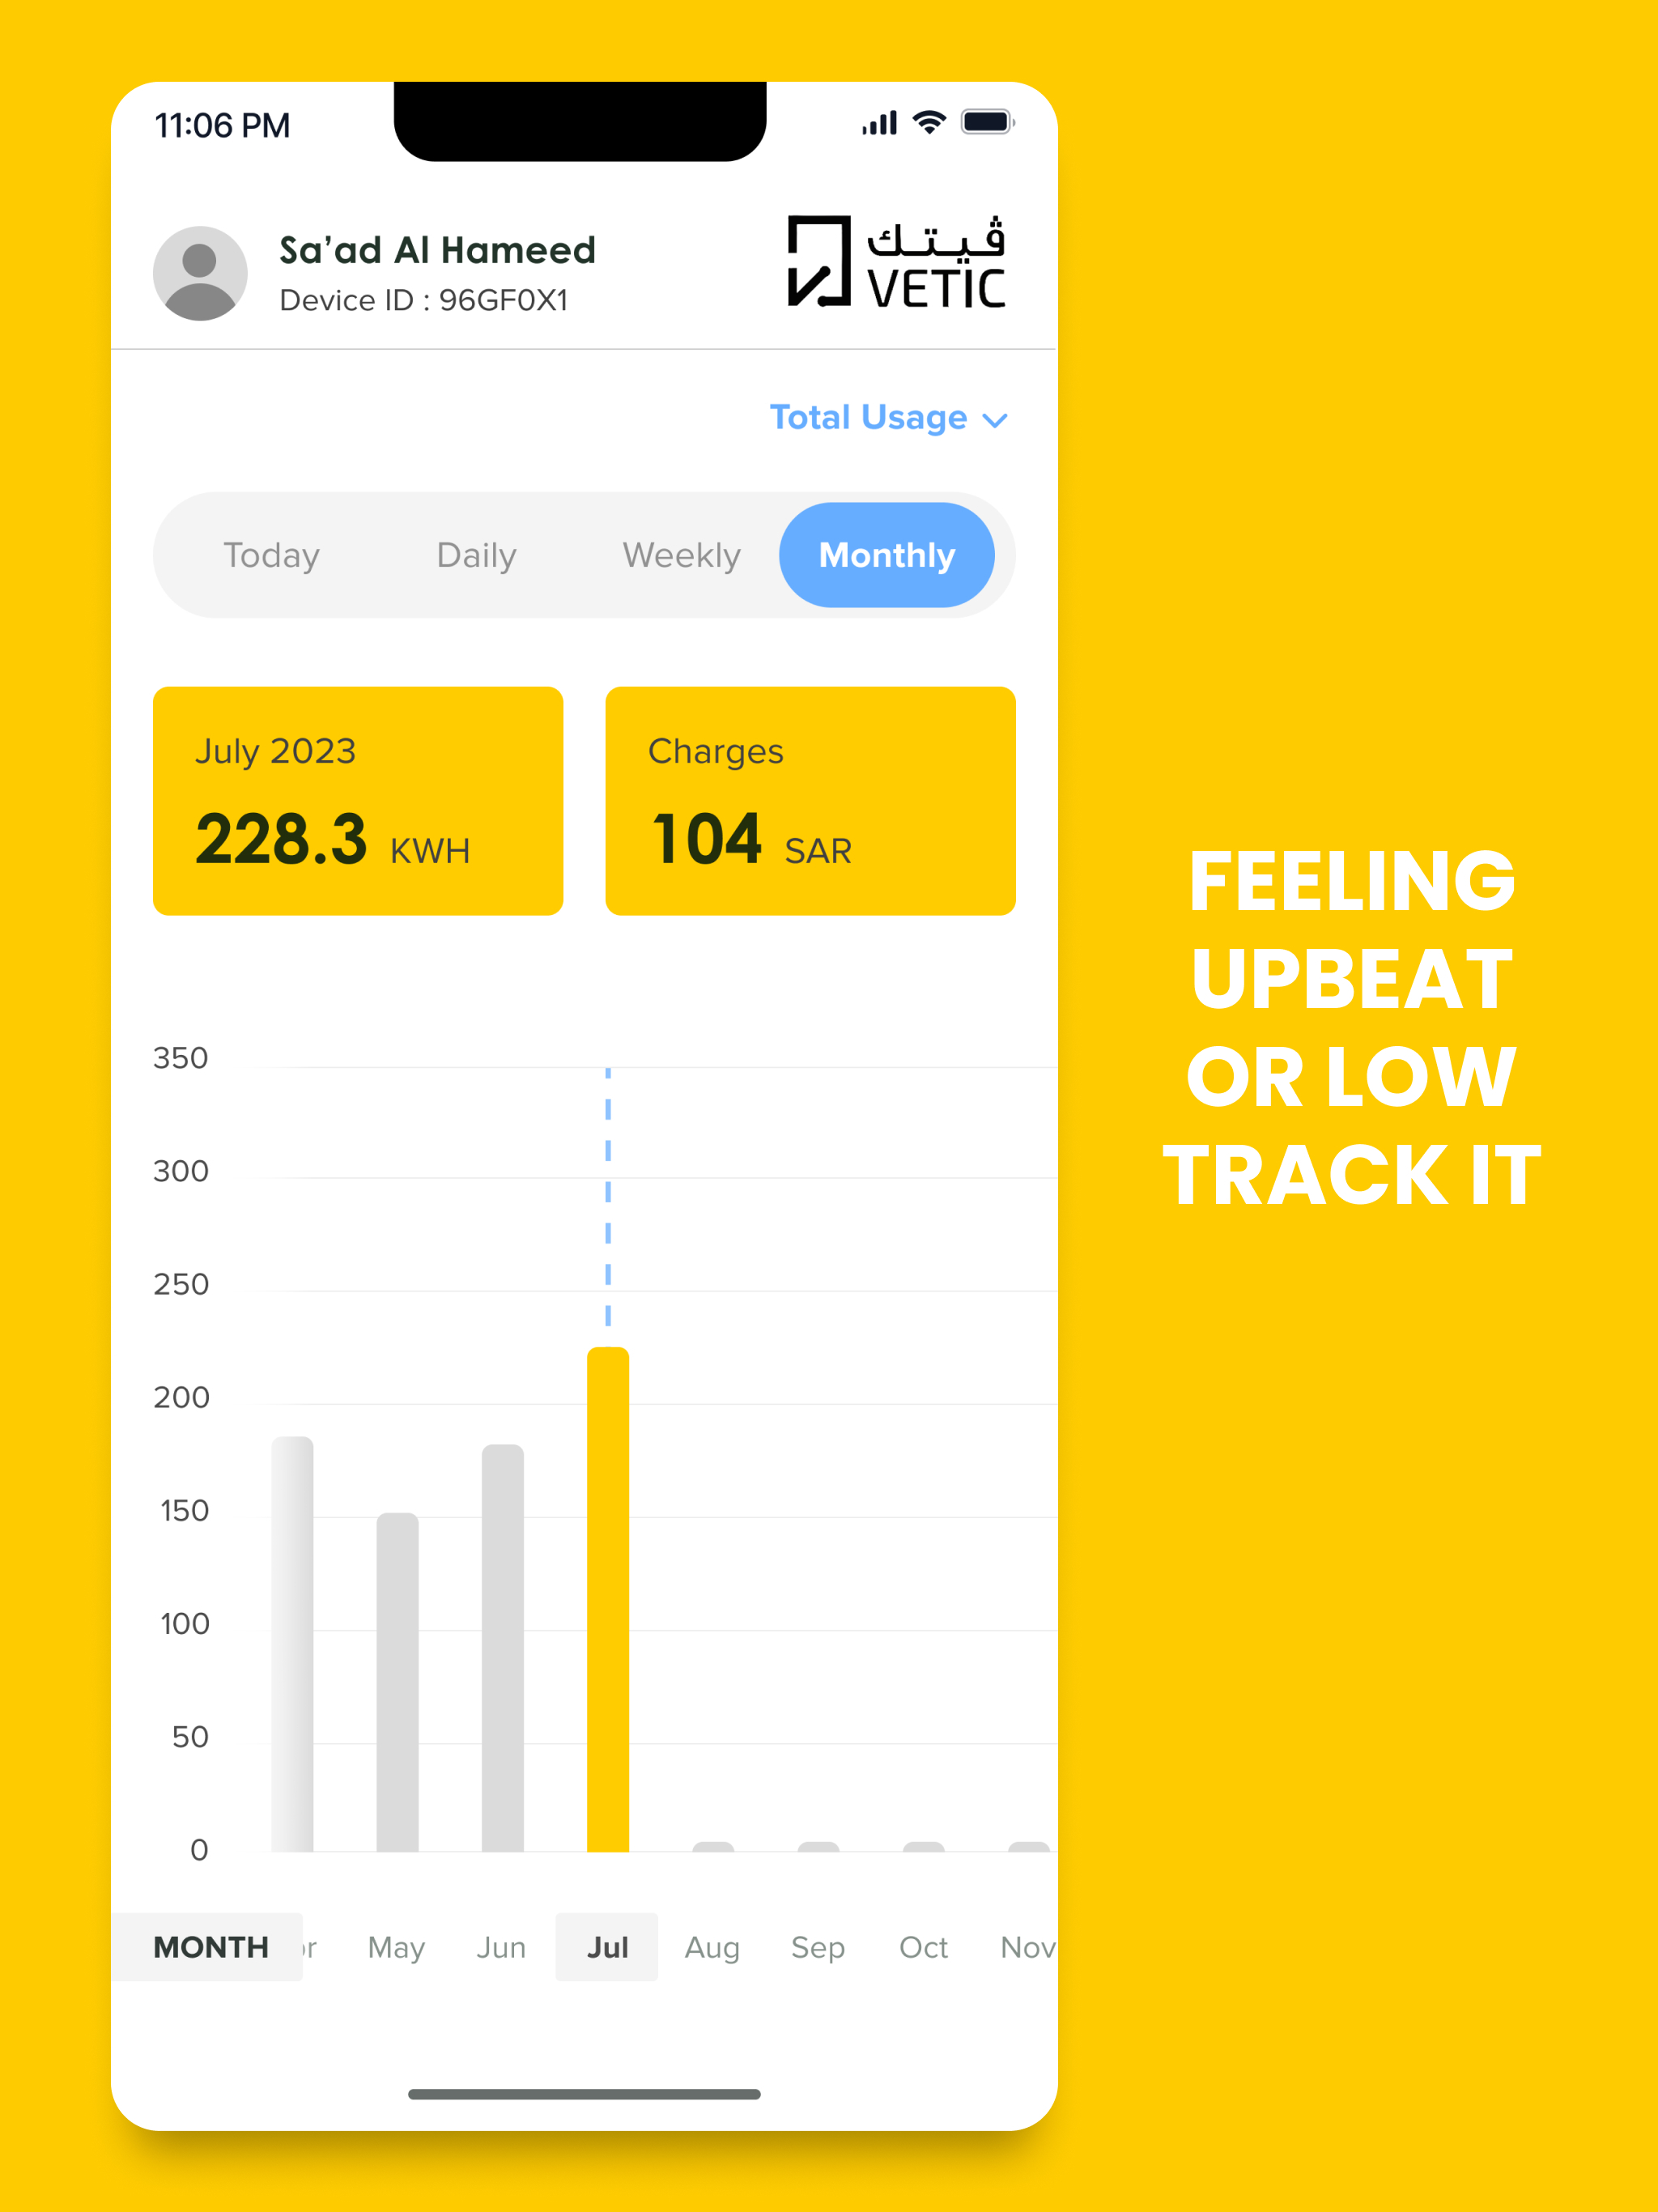 11:06 PM
Sa’ad Al Hameed
Device ID : 96GF0X1
ڤيتك
VETIC
Total Usage
Today Daily Weekly Monthly
July 2023
228.3 KWH
Charges
104 SAR
FEELING
UPBEAT
OR LOW
TRACK IT
350
300
250
200
150
100
50
0
MONTH r May Jun Jul Aug Sep Oct Nov